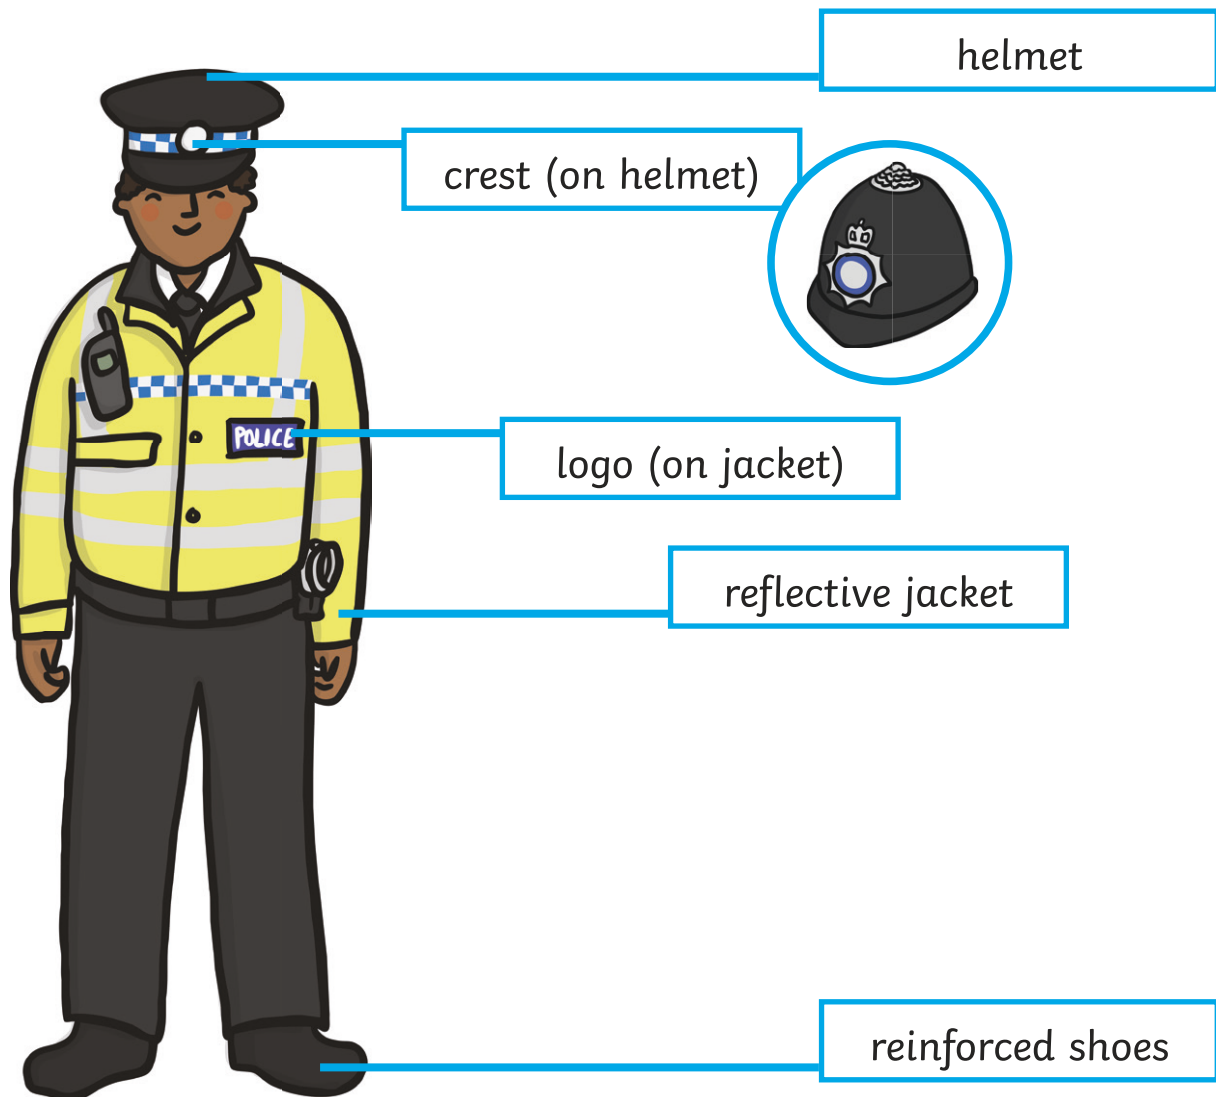 helmet
crest (on helmet)
POLICE
logo (on jacket)
reflective jacket
reinforced shoes